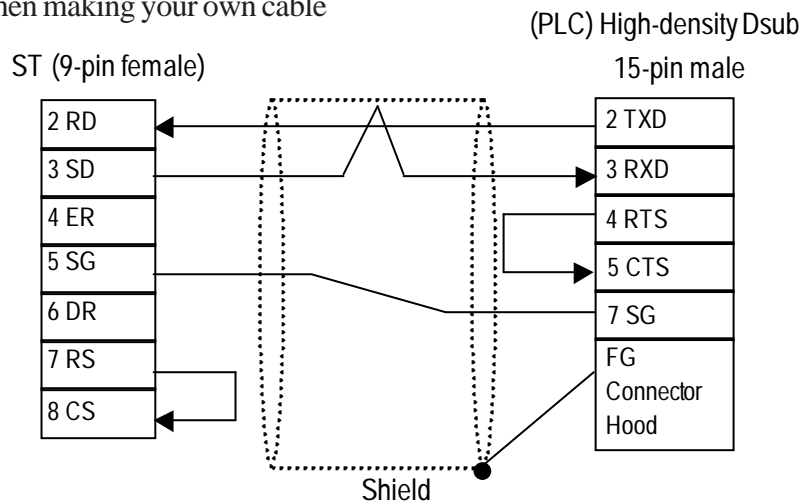 making your own cable
(PLC) High-density Dsub
15-pin male
ST (9-pin female)
2 RD
3 SD
4 ER
5 SG
6 DR
7 RS
8 CS
2 TXD
3 RXD
4 RTS
5 CTS
7 SG
FG
Connector
Hood
Shield